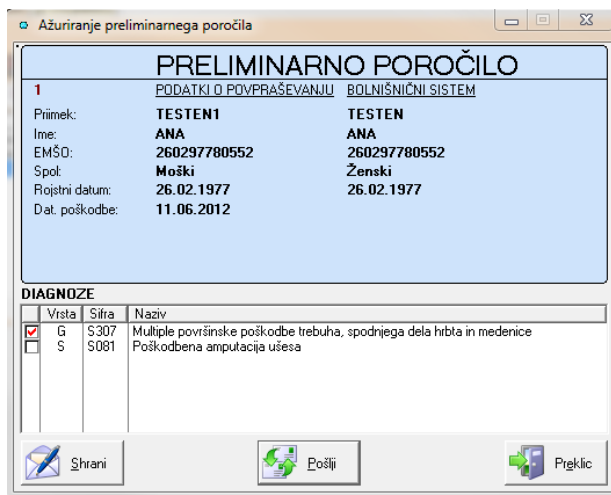 Ažuriranje preliminarnega poročila
PRELIMINARNO POROČILO
1 PODATKI O POVPRAŠEVANJU BOLNIŠNIČNI SISTEM
Priimek: TESTEN1 TESTEN
Ime: ANA ANA
EMŠO: 260297780552 260297780552
Spol: Moški Ženski
Rojstni datum: 26.02.1977 26.02.1977
Dat. poškodbe: 11.06.2012
DIAGNOZE
Vrsta Sifra Naziv
G S307 Multiple površinske poškodbe trebuha, spodnjega dela hrbta in medenice
S S081 Poškodbena amputacija ušesa
Shrani Pošlji Preklic